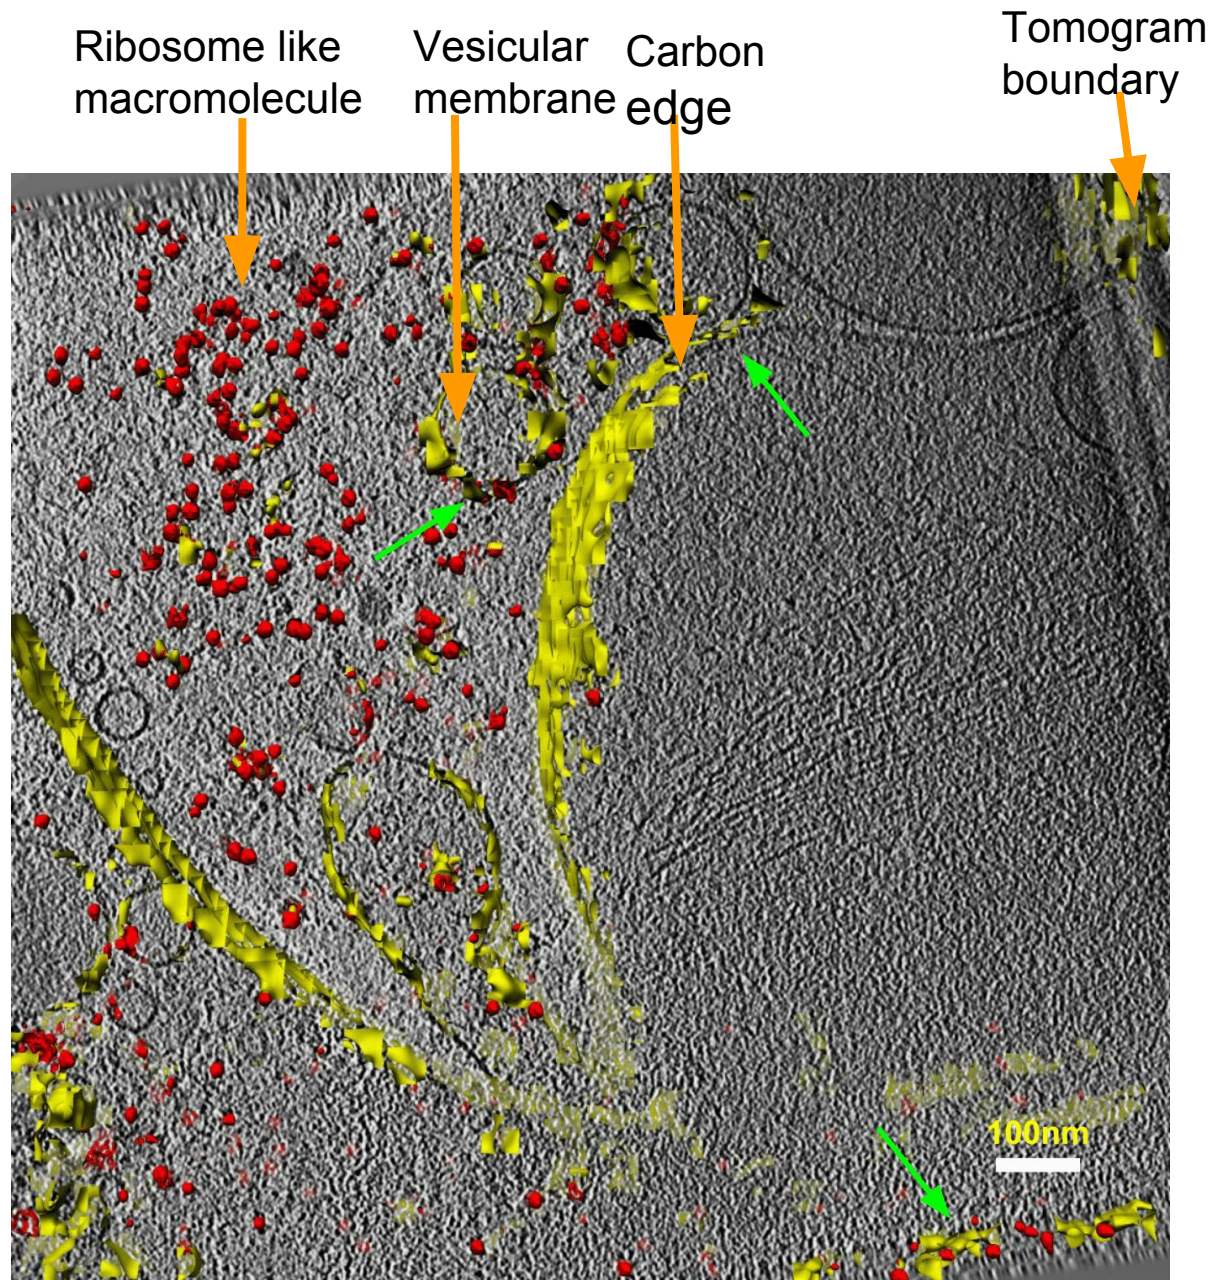 Ribosome like
macromolecule
Vesicular
membrane
Carbon
edge
Tomogram
boundary
100nm